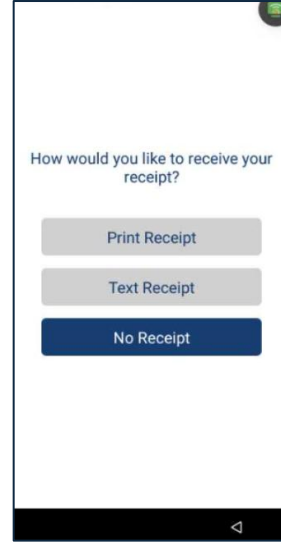 How would you like to receive your
receipt?
Print Receipt
Text Receipt
No Receipt